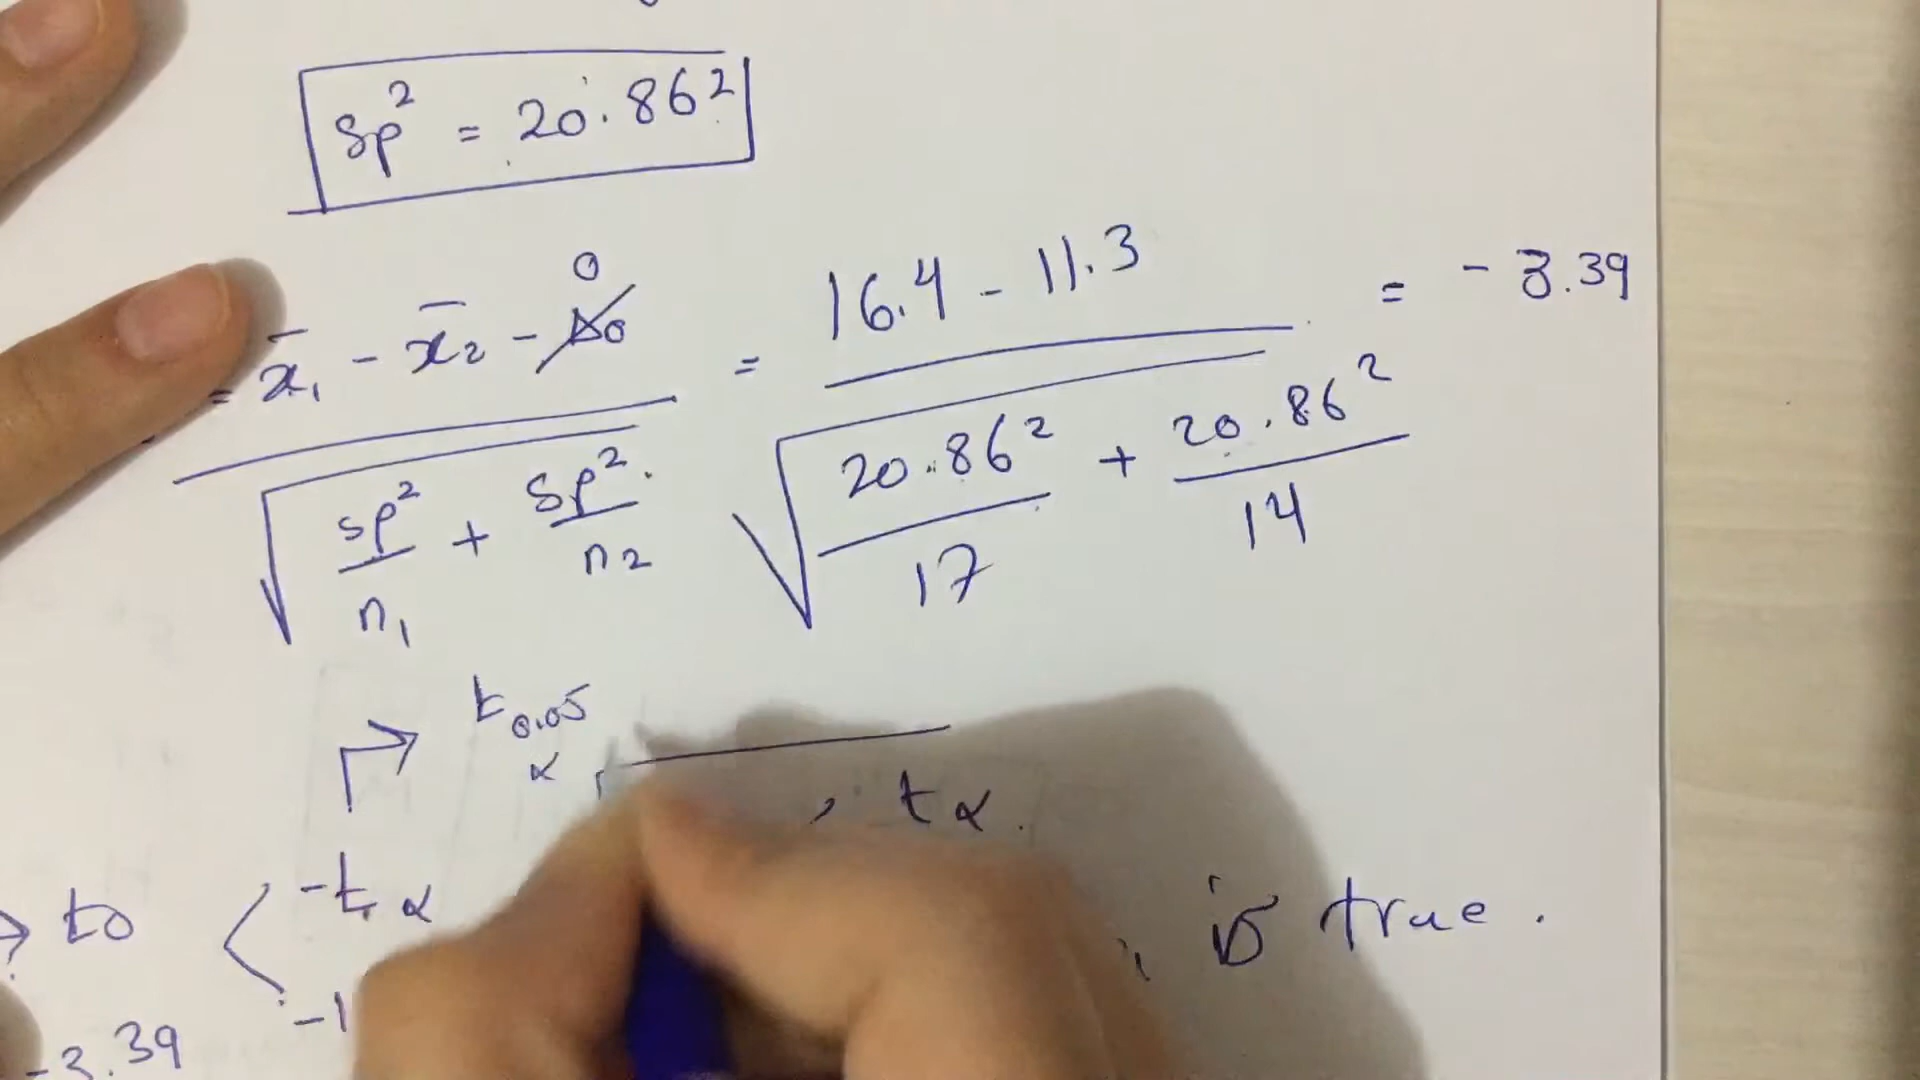 Sp² = 20.86²
= x̄₁ - x̄₂ - Δ₀ 0 / √(sp²/n₁ + Sp²/n₂) = 16.4 - 11.3 / √(20.86²/17 + 20.86²/14) = - 3.39
t0.05
α
, tα
→ to < -t, α
is true.
-3.39 -1